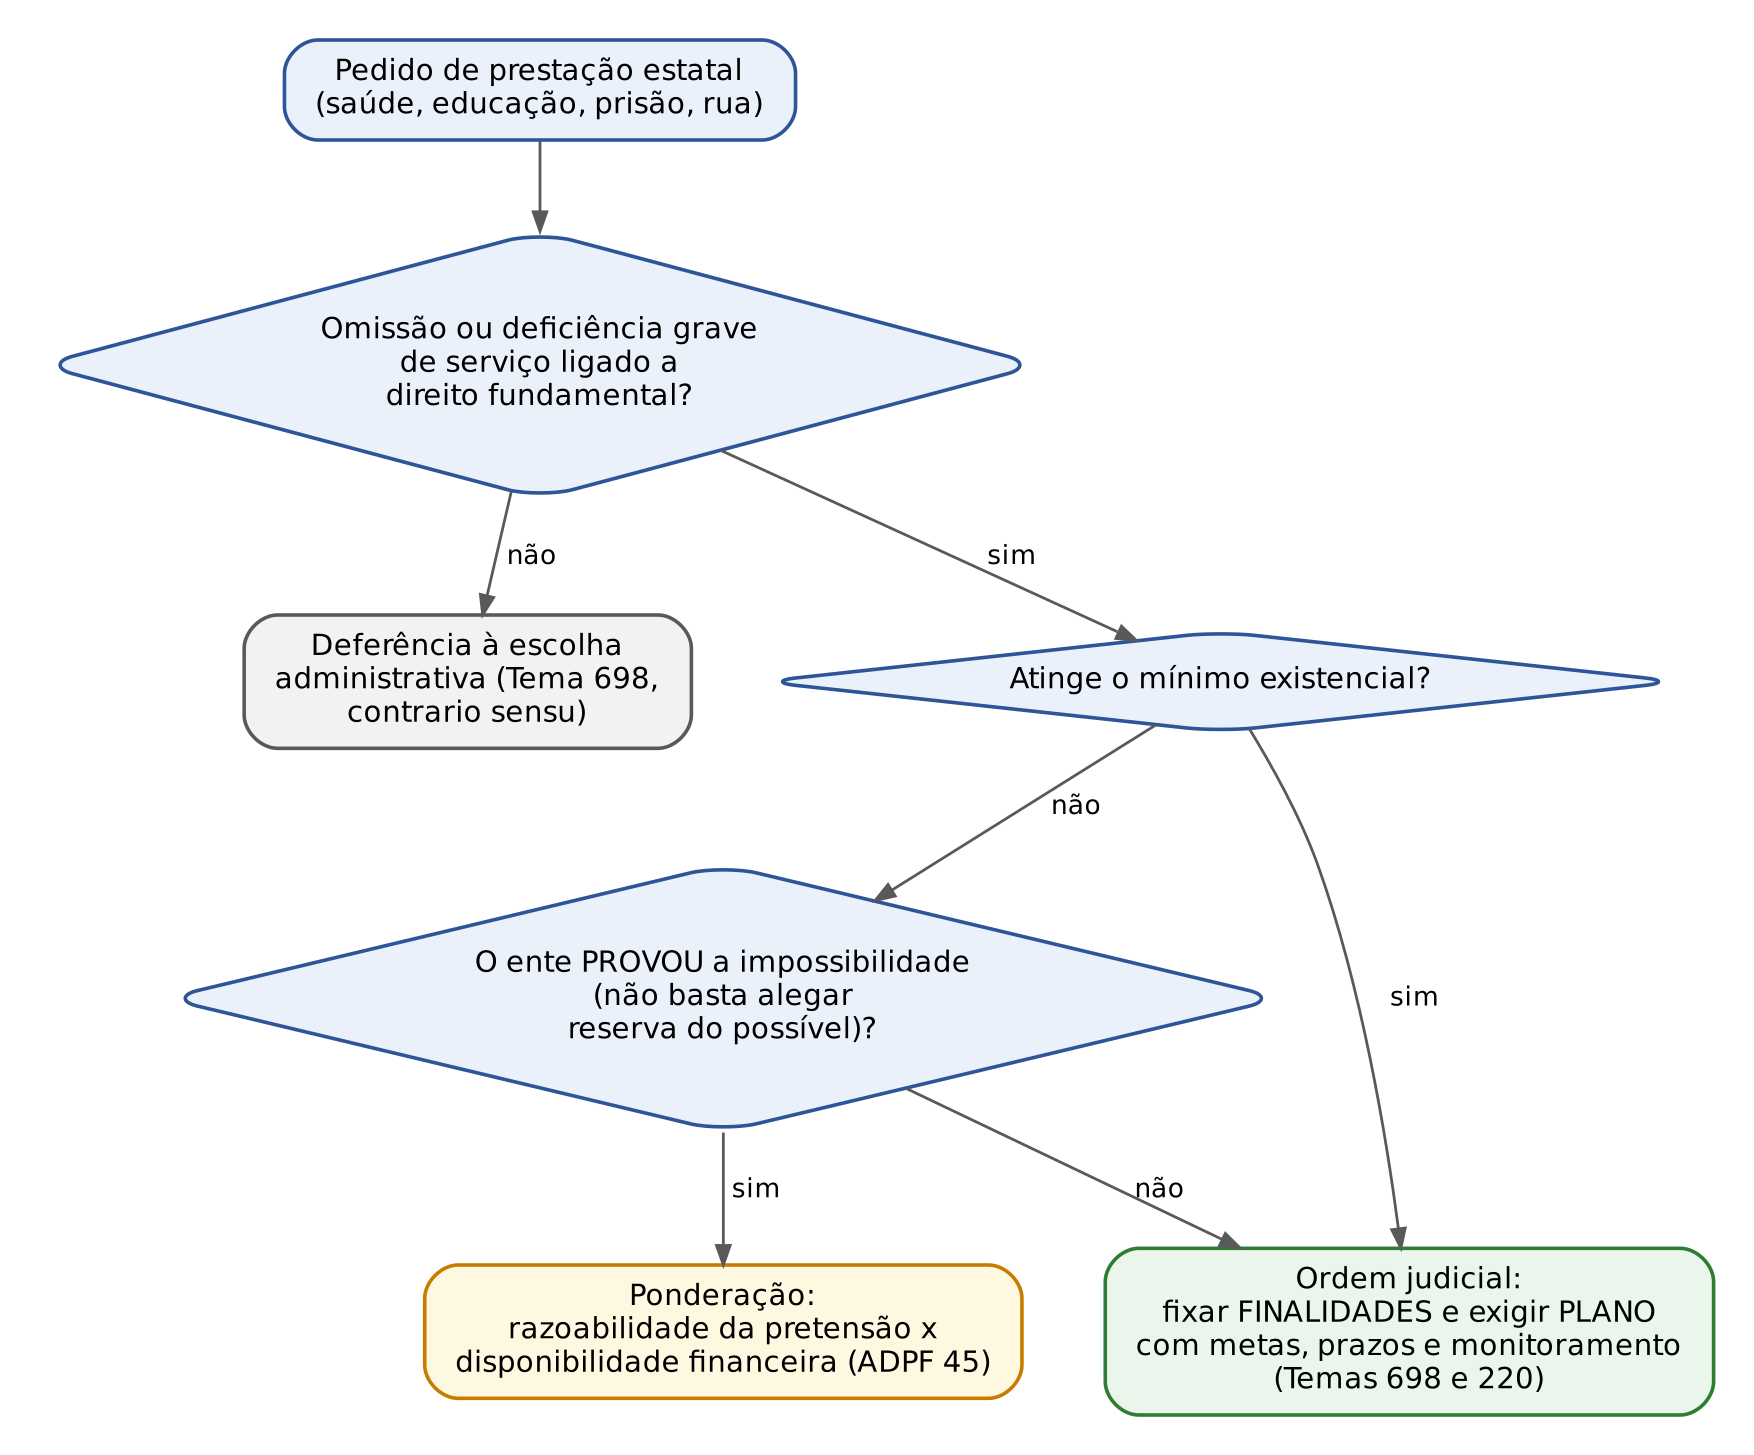 Pedido de prestação estatal
(saúde, educação, prisão, rua)
Omissão ou deficiência grave
de serviço ligado a
direito fundamental?
não
sim
Deferência à escolha
administrativa (Tema 698,
contrario sensu)
Atinge o mínimo existencial?
não
sim
O ente PROVOU a impossibilidade
(não basta alegar
reserva do possível)?
sim
não
Ponderação:
razoabilidade da pretensão x
disponibilidade financeira (ADPF 45)
Ordem judicial:
fixar FINALIDADES e exigir PLANO
com metas, prazos e monitoramento
(Temas 698 e 220)